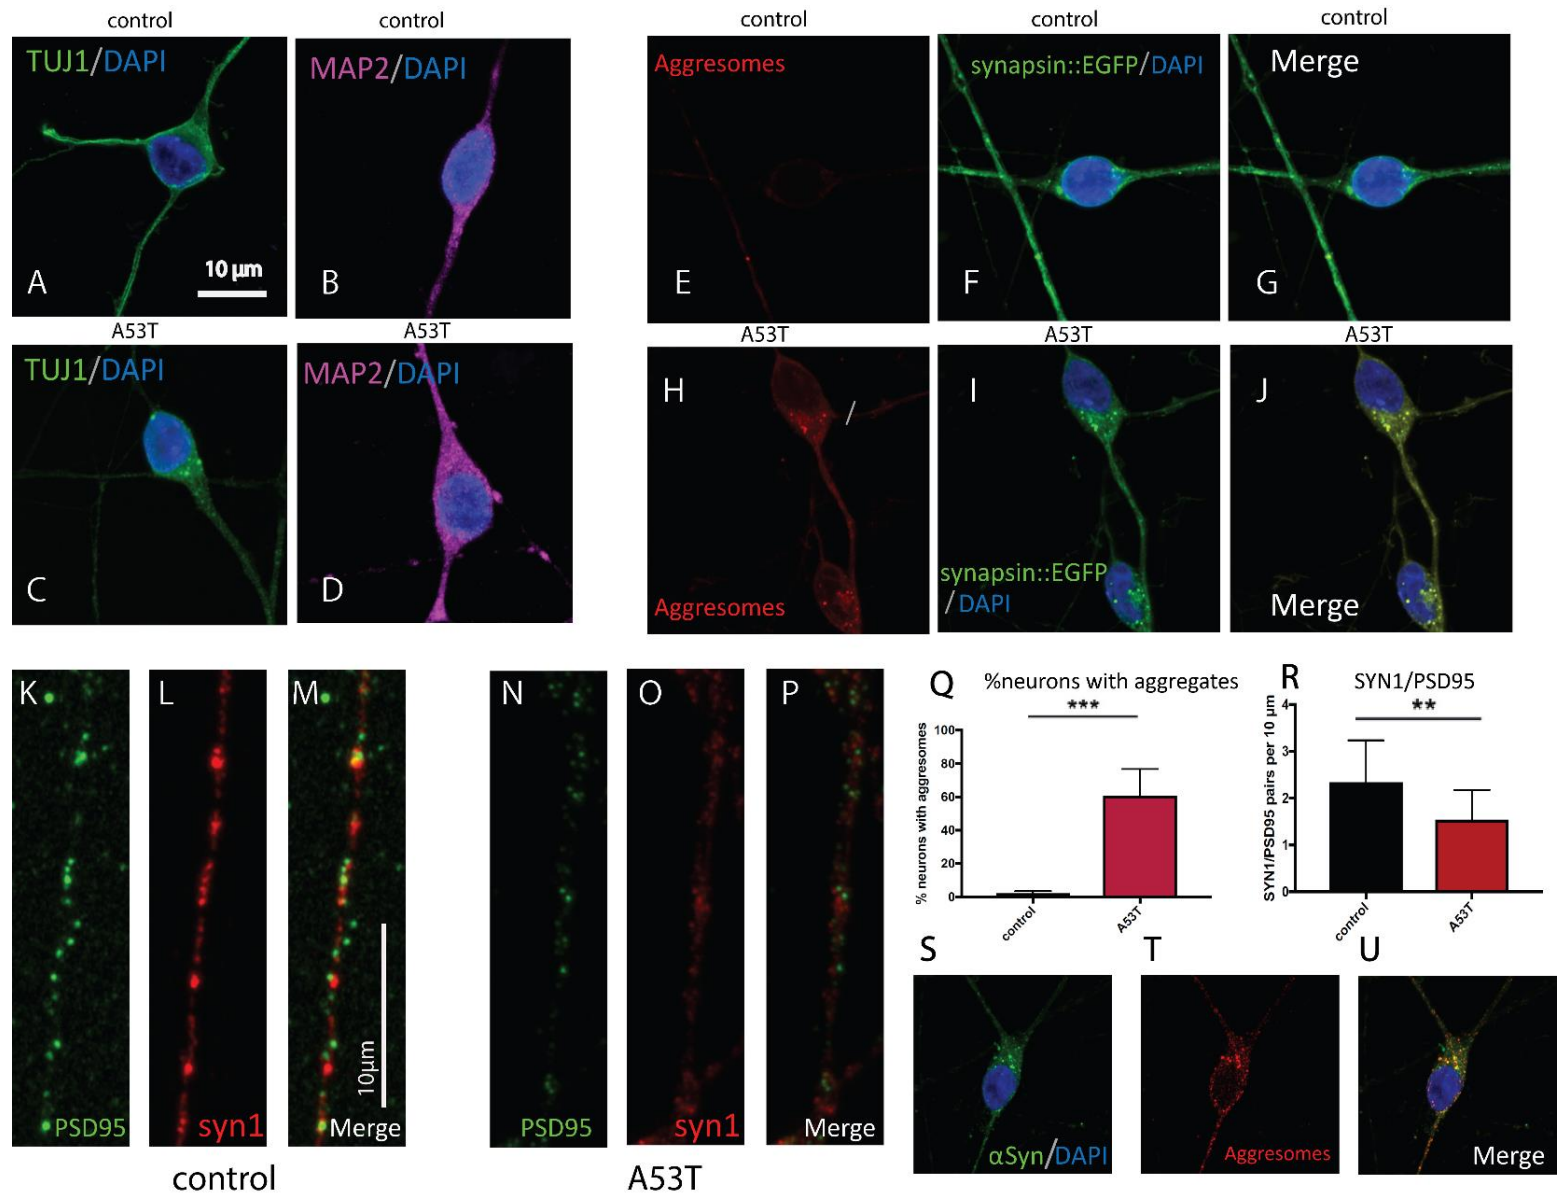 control
control
control
control
control
TUJ1/DAPI
MAP2/DAPI
Aggresomes
synapsin::EGFP/DAPI
Merge
10 µm
A
B
E
F
G
A53T
A53T
A53T
A53T
A53T
TUJ1/DAPI
MAP2/DAPI
H
/
I
J
C
D
Aggresomes
synapsin::EGFP
/DAPI
Merge
K
L
M
N
O
P
10µm
PSD95
syn1
Merge
PSD95
syn1
Merge
control
A53T
Q
%neurons with aggregates
***
% neurons with aggresomes
100
80
60
40
20
0
control
A53T
R
SYN1/PSD95
**
SYN1/PSD95 pairs per 10 µm
4
3
2
1
0
control
A53T
S
T
U
αSyn/DAPI
Aggresomes
Merge